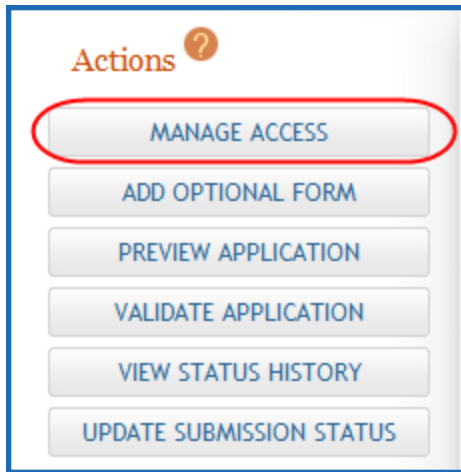 Actions ?
MANAGE ACCESS
ADD OPTIONAL FORM
PREVIEW APPLICATION
VALIDATE APPLICATION
VIEW STATUS HISTORY
UPDATE SUBMISSION STATUS